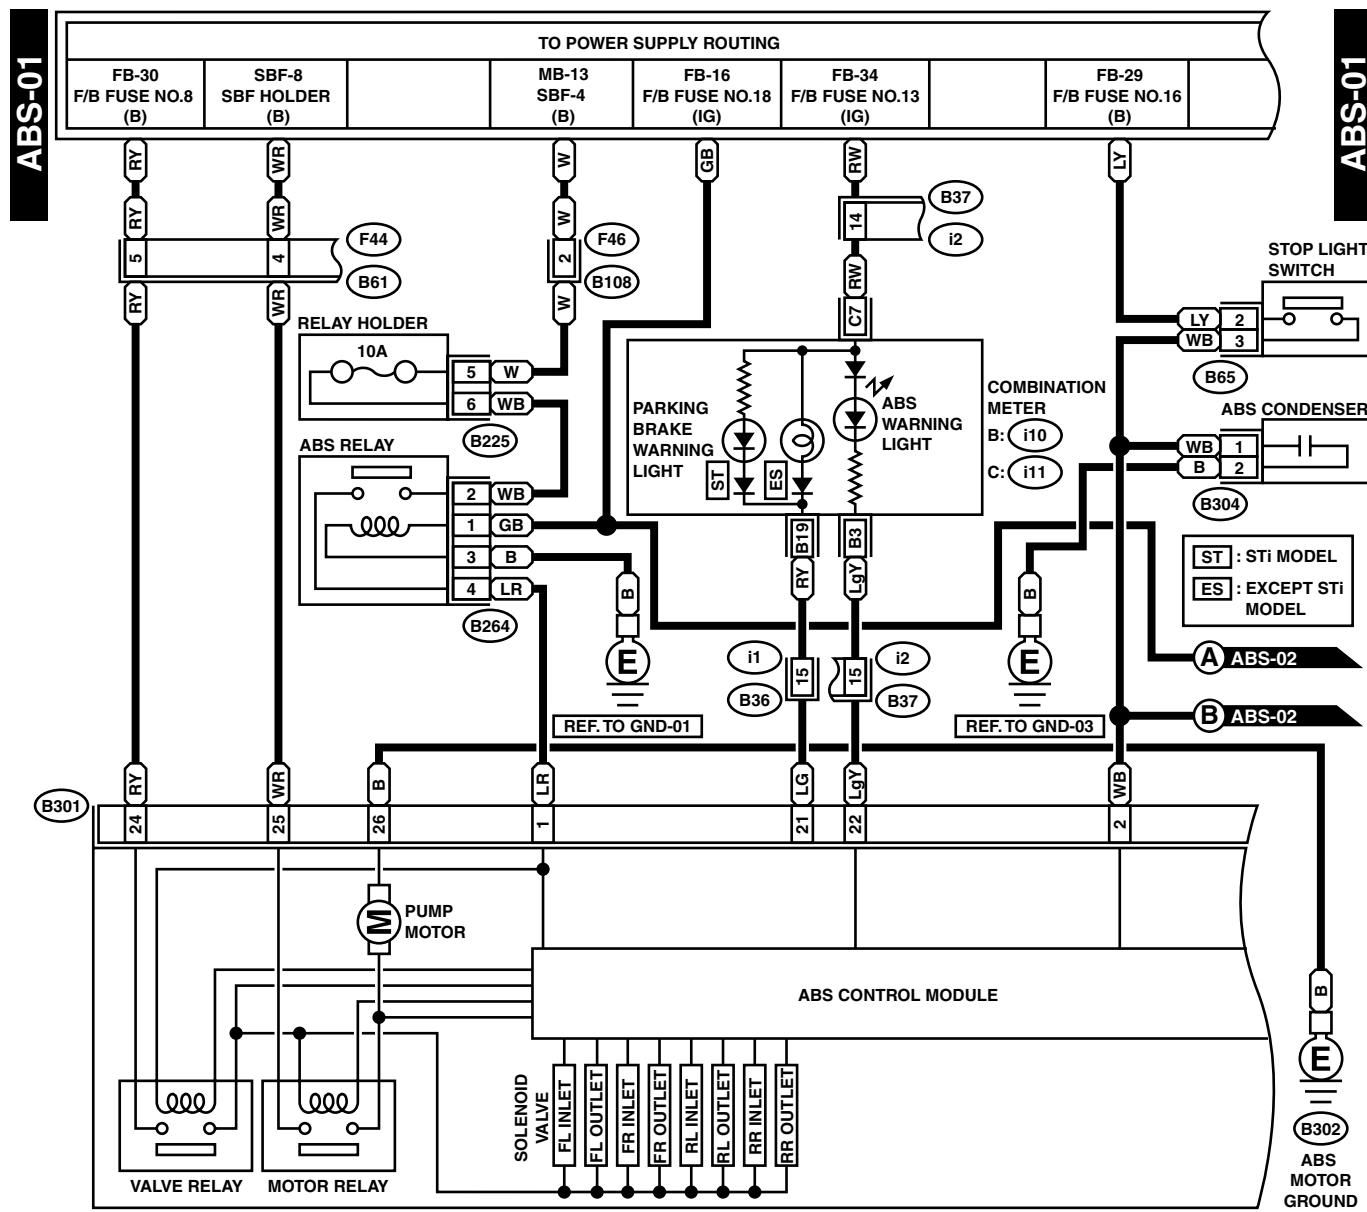 ABS-01
ABS-01
TO POWER SUPPLY ROUTING
FB-30
F/B FUSE NO.8
(B)
SBF-8
SBF HOLDER
(B)
MB-13
SBF-4
(B)
FB-16
F/B FUSE NO.18
(IG)
FB-34
F/B FUSE NO.13
(IG)
FB-29
F/B FUSE NO.16
(B)
RY
WR
W
GB
RW
LY
RY
WR
W
14
B37
i2
5
4
F44
B61
2
F46
B108
RY
WR
W
RW
C7
STOP LIGHT
SWITCH
LY 2
WB 3
B65
RELAY HOLDER
10A
5 W
6 WB
B225
ABS RELAY
2 WB
1 GB
3 B
4 LR
B264
PARKING
BRAKE
WARNING
LIGHT
ST
ES
ABS
WARNING
LIGHT
COMBINATION
METER
B: i10
C: i11
ABS CONDENSER
WB 1
B 2
B304
B19
B3
RY
LgY
ST : STi MODEL
ES : EXCEPT STi
MODEL
B
E
REF. TO GND-01
i1
15
B36
15
i2
B37
B
E
REF. TO GND-03
A ABS-02
B ABS-02
RY
WR
B
LR
LG
LgY
WB
B301
24
25
26
1
21
22
2
M
PUMP
MOTOR
ABS CONTROL MODULE
B
E
B302
ABS
MOTOR
GROUND
VALVE RELAY
MOTOR RELAY
SOLENOID
VALVE
FL INLET
FL OUTLET
FR INLET
FR OUTLET
RL INLET
RL OUTLET
RR INLET
RR OUTLET